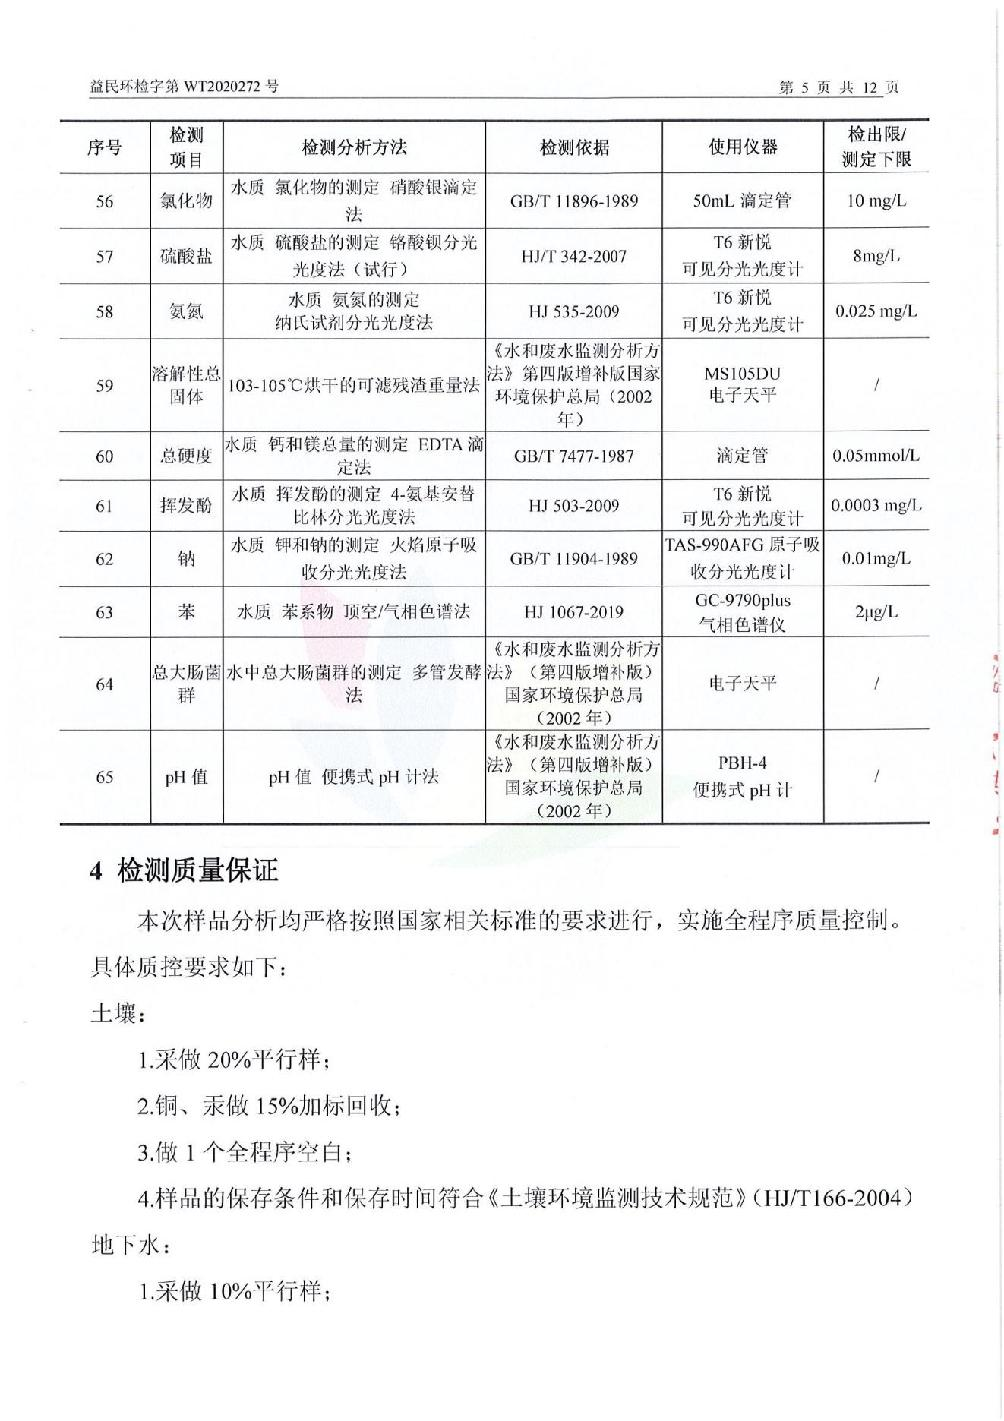 益民环检字第 WT2020272 号
第 5 页 共 12 页
序号 检测项目 检测分析方法 检测依据 使用仪器 检出限/测定下限
56 氯化物 水质 氯化物的测定 硝酸银滴定法 GB/T 11896-1989 50mL 滴定管 10 mg/L
57 硫酸盐 水质 硫酸盐的测定 铬酸钡分光光度法（试行） HJ/T 342-2007 T6 新悦可见分光光度计 8mg/L
58 氨氮 水质 氨氮的测定 纳氏试剂分光光度法 HJ 535-2009 T6 新悦可见分光光度计 0.025 mg/L
59 溶解性总固体 103-105℃烘干的可滤残渣重量法 《水和废水监测分析方法》第四版增补版国家环境保护总局（2002年） MS105DU电子天平 /
60 总硬度 水质 钙和镁总量的测定 EDTA 滴定法 GB/T 7477-1987 滴定管 0.05mmol/L
61 挥发酚 水质 挥发酚的测定 4-氨基安替比林分光光度法 HJ 503-2009 T6 新悦可见分光光度计 0.0003 mg/L
62 钠 水质 钾和钠的测定 火焰原子吸收分光光度法 GB/T 11904-1989 TAS-990AFG 原子吸收分光光度计 0.01mg/L
63 苯 水质 苯系物 顶空/气相色谱法 HJ 1067-2019 GC-9790plus气相色谱仪 2μg/L
64 总大肠菌群 水中总大肠菌群的测定 多管发酵法 《水和废水监测分析方法》（第四版增补版）国家环境保护总局（2002 年） 电子天平 /
65 pH 值 pH 值 便携式 pH 计法 《水和废水监测分析方法》（第四版增补版）国家环境保护总局（2002 年） PBH-4便携式 pH 计 /
4 检测质量保证
本次样品分析均严格按照国家相关标准的要求进行，实施全程序质量控制。
具体质控要求如下：
土壤：
1.采做 20%平行样；
2.铜、汞做 15%加标回收；
3.做 1 个全程序空白；
4.样品的保存条件和保存时间符合《土壤环境监测技术规范》（HJ/T166-2004）
地下水：
1.采做 10%平行样；